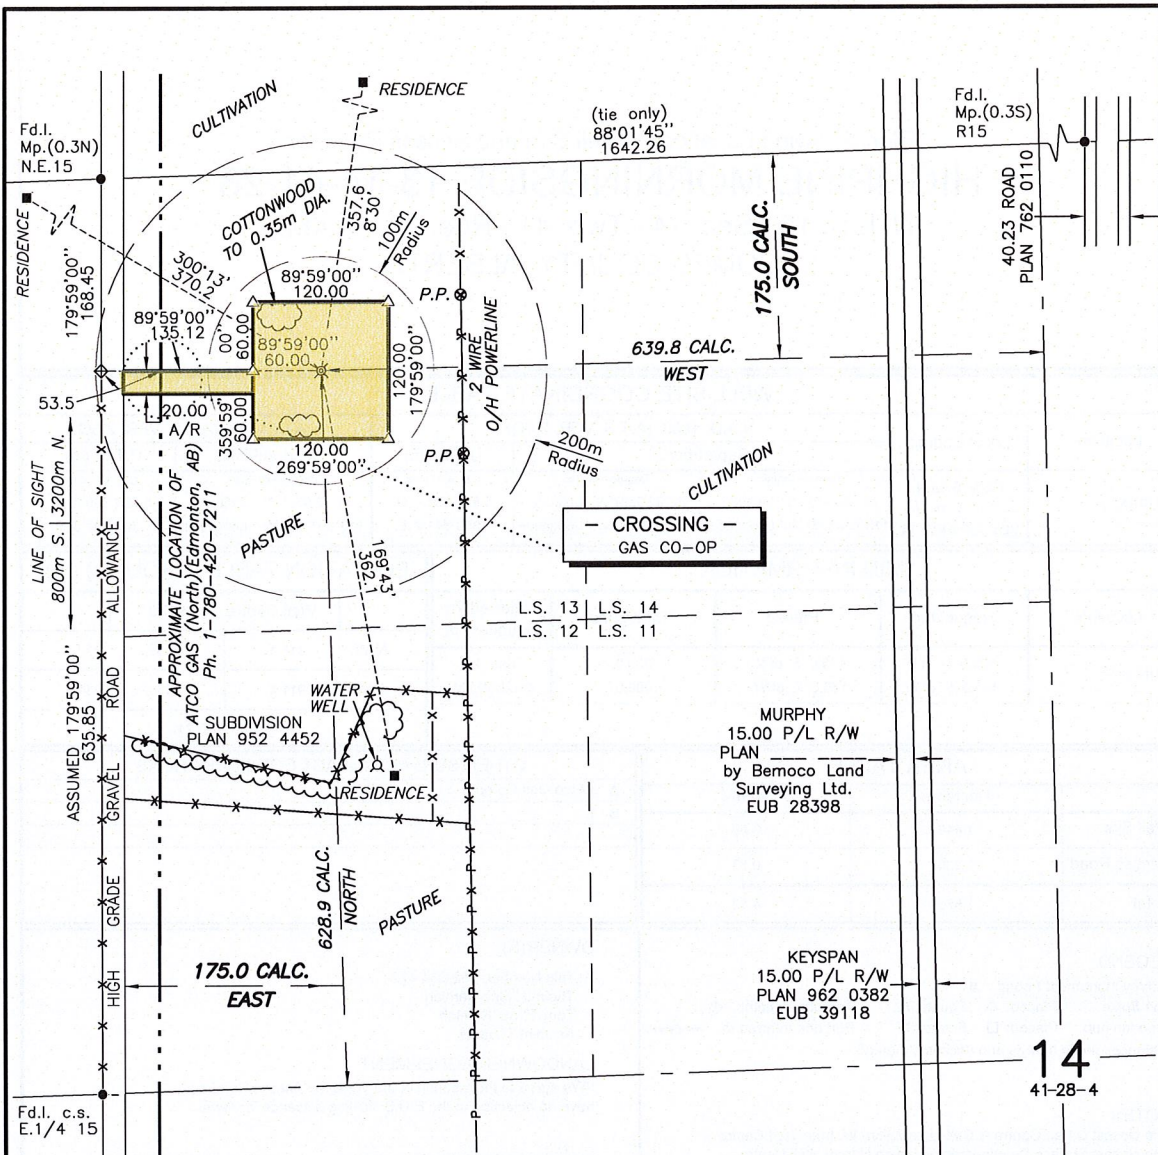 CULTIVATION
RESIDENCE
(tie only)
88°01'45"
1642.26
Fd.I.
Mp.(0.3S)
R15
Fd.I.
Mp.(0.3N)
N.E.15
40.23 ROAD
PLAN 762 0110
RESIDENCE
COTTONWOOD
TO 0.35m DIA.
357.6
8°30'
100m
Radius
175.0 CALC.
SOUTH
300°13'
370.2
179°59'00"
168.45
89°59'00"
120.00
P.P.
89°59'00"
135.12
60.00
89°59'00"
60.00
00"
120.00
179°59'00"
2 WIRE
O/H POWERLINE
639.8 CALC.
WEST
53.5
20.00
A/R
359°59'
60.00
120.00
269°59'00"
P.P.
200m
Radius
CULTIVATION
LINE OF SIGHT
800m S. 3200m N.
APPROXIMATE LOCATION OF
ATCO GAS (North)(Edmonton, AB)
Ph. 1-780-420-7211
PASTURE
169°43'
362.1
- CROSSING -
GAS CO-OP
L.S. 13 L.S. 14
L.S. 12 L.S. 11
ASSUMED 179°59'00"
635.85
HIGH GRADE GRAVEL ROAD ALLOWANCE
WATER
WELL
SUBDIVISION
PLAN 952 4452
RESIDENCE
MURPHY
15.00 P/L R/W
PLAN ___ ____
by Bemoco Land
Surveying Ltd.
EUB 28398
628.9 CALC.
NORTH
PASTURE
175.0 CALC.
EAST
KEYSPAN
15.00 P/L R/W
PLAN 962 0382
EUB 39118
14
41-28-4
Fd.I. c.s.
E.1/4 15
P P P P P P P P P P P P